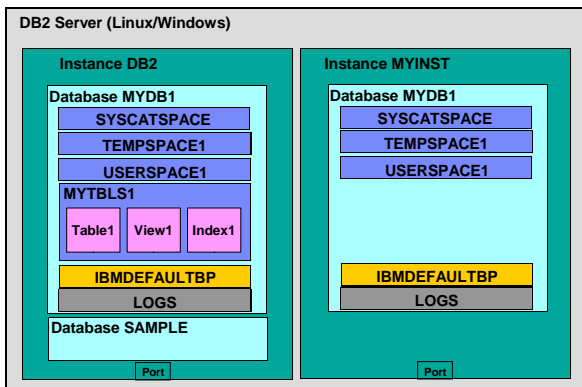 DB2 Server (Linux/Windows)
Instance DB2
Database MYDB1
SYSCATSPACE
TEMPSPACE1
USERSPACE1
MYTBLS1
Table1 View1 Index1
IBMDEFAULTBP
LOGS
Database SAMPLE
Port
Instance MYINST
Database MYDB1
SYSCATSPACE
TEMPSPACE1
USERSPACE1
IBMDEFAULTBP
LOGS
Port